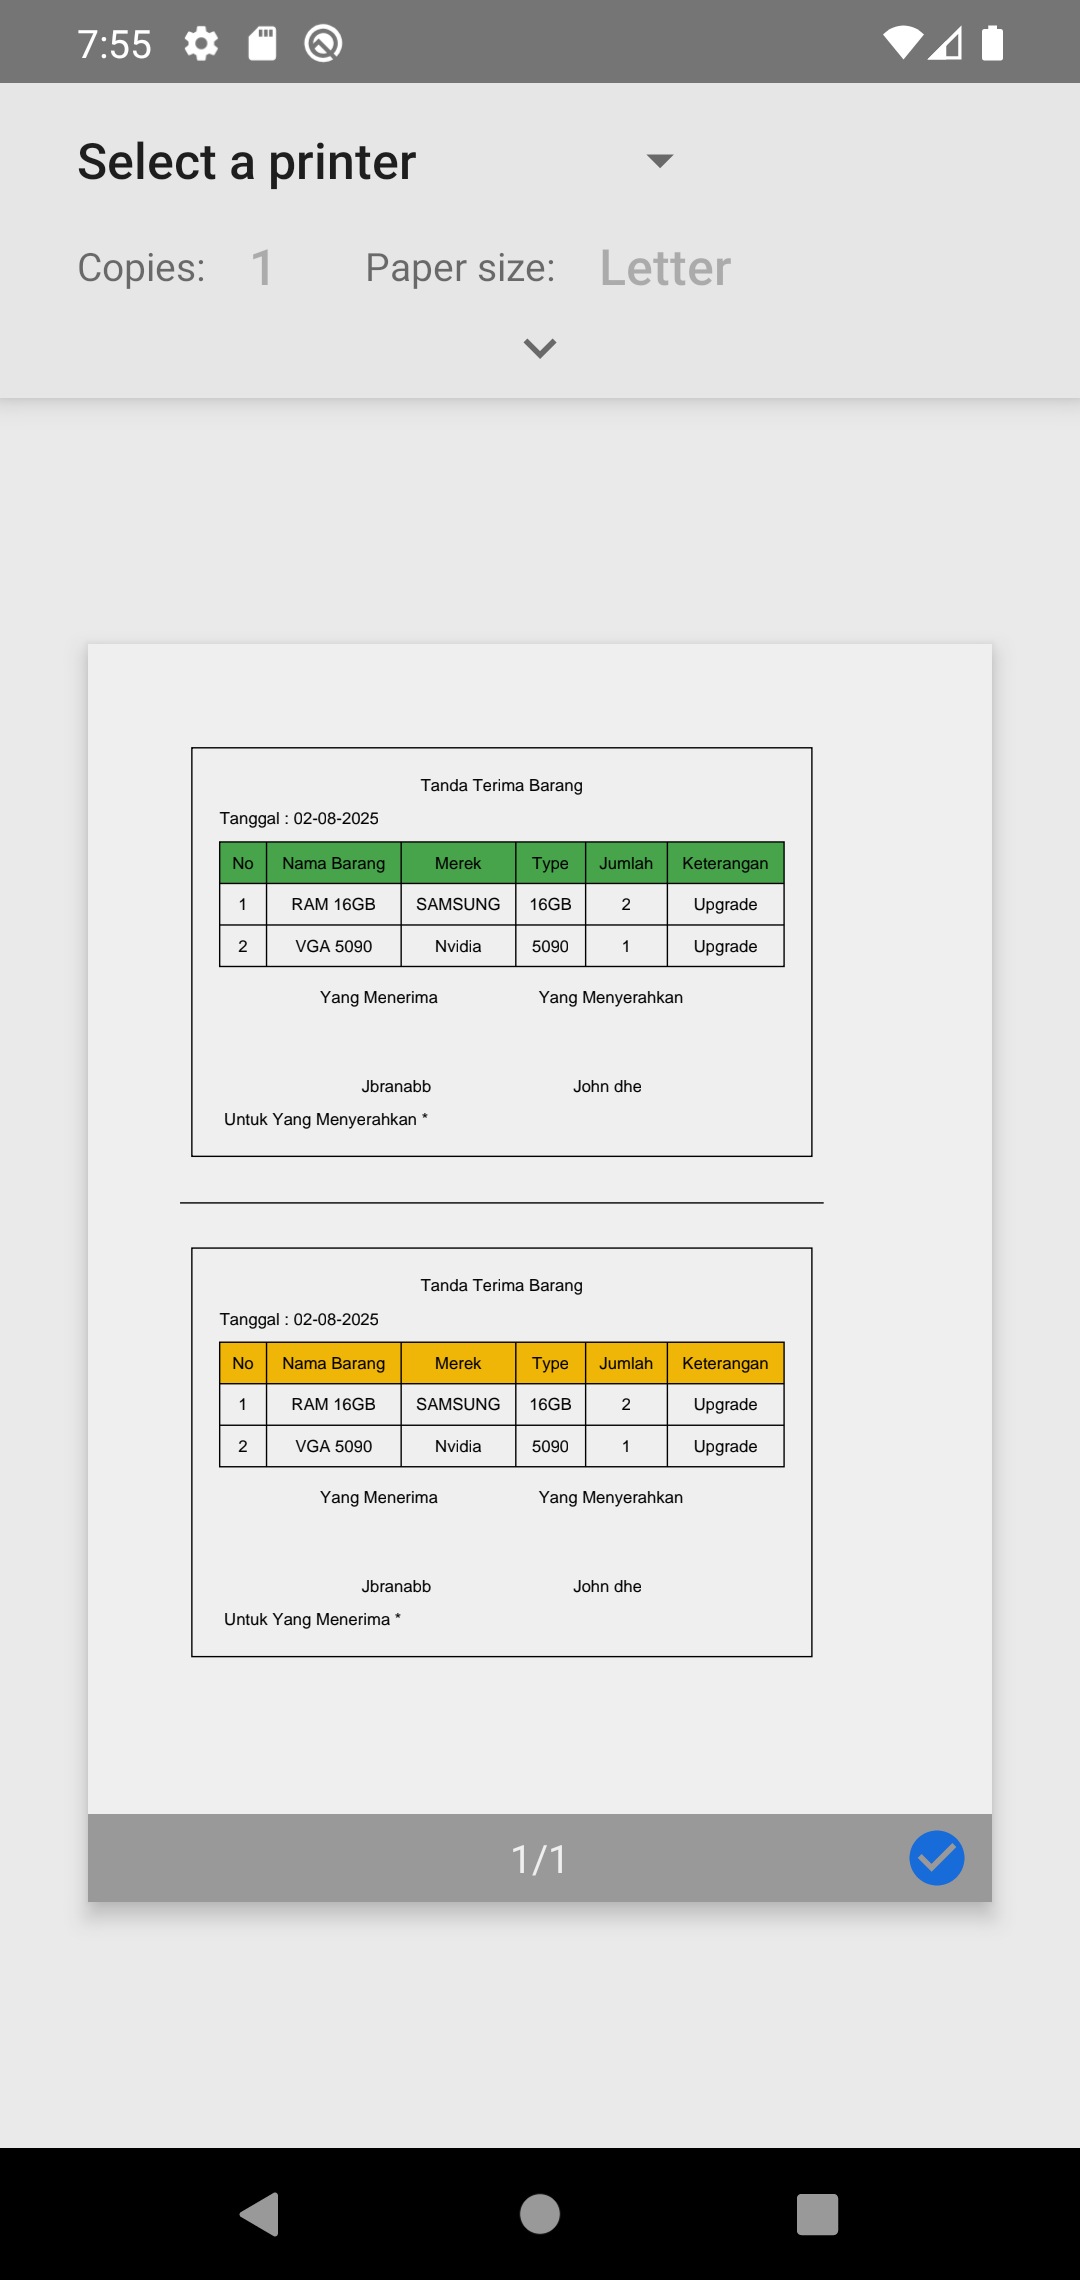 7:55
Select a printer
Copies: 1 Paper size: Letter
Tanda Terima Barang
Tanggal : 02-08-2025
No Nama Barang Merek Type Jumlah Keterangan
1 RAM 16GB SAMSUNG 16GB 2 Upgrade
2 VGA 5090 Nvidia 5090 1 Upgrade
Yang Menerima Yang Menyerahkan
Jbranabb John dhe
Untuk Yang Menyerahkan *
Tanda Terima Barang
Tanggal : 02-08-2025
No Nama Barang Merek Type Jumlah Keterangan
1 RAM 16GB SAMSUNG 16GB 2 Upgrade
2 VGA 5090 Nvidia 5090 1 Upgrade
Yang Menerima Yang Menyerahkan
Jbranabb John dhe
Untuk Yang Menerima *
1/1